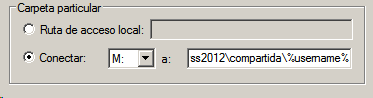 Carpeta particular
Ruta de acceso local:
Conectar: M: a: ss2012\compartida\%username%